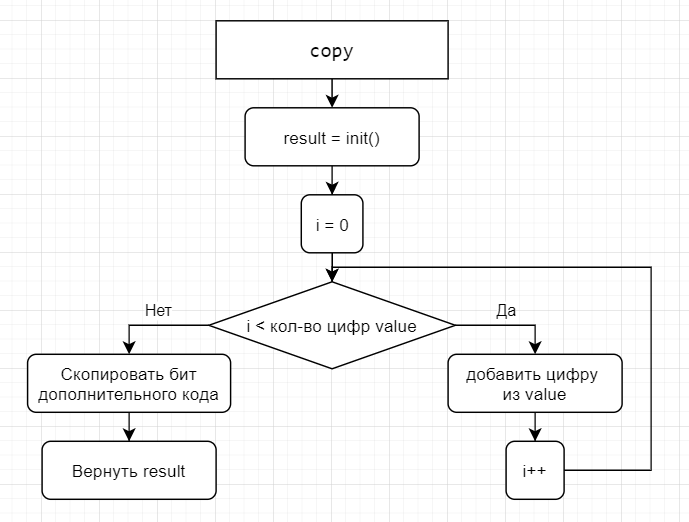 copy
result = init()
i = 0
Нет
Да
i < кол-во цифр value
Скопировать бит
дополнительного кода
добавить цифру
из value
Вернуть result
i++